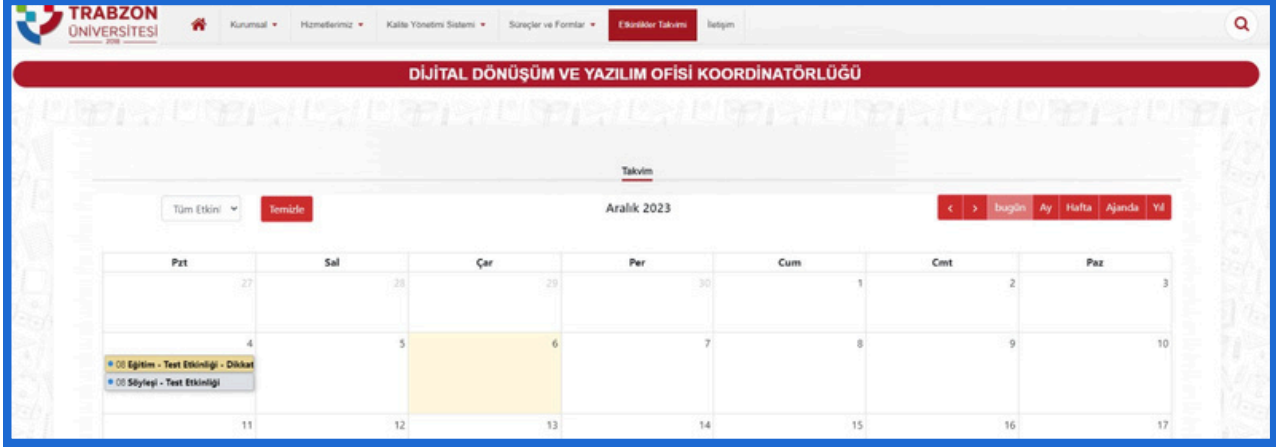 TRABZON
ÜNİVERSİTESİ
2018
Kurumsal
Hizmetlerimiz
Kalite Yönetimi Sistemi
Süreçler ve Formlar
Etkinlikler Takvimi
İletişim
DİJİTAL DÖNÜŞÜM VE YAZILIM OFİSİ KOORDİNATÖRLÜĞÜ
Takvim
Tüm Etkinl
Temizle
Aralık 2023
< > bugün Ay Hafta Ajanda Yıl
Pzt Sal Çar Per Cum Cmt Paz
27 28 29 30 1 2 3
4 5 6 7 8 9 10
08 Eğitim - Test Etkinliği - Dikkat
08 Söyleşi - Test Etkinliği
11 12 13 14 15 16 17